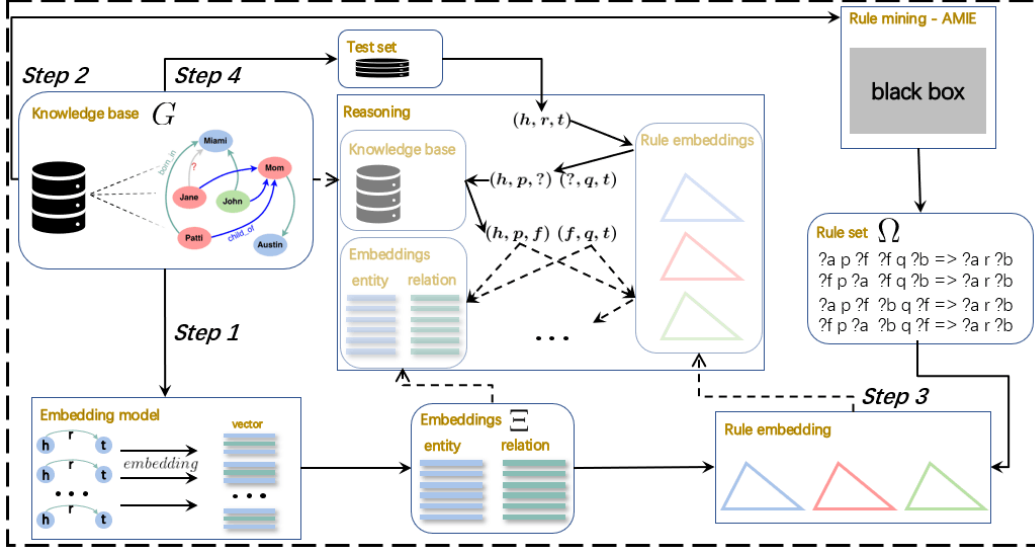 Step 2
Step 4
Test set
Rule mining - AMIE
black box
Knowledge base G
Miami
born_in
?
Mom
Jane
John
Patti
child_of
Austin
Reasoning
(h, r, t)
Knowledge base
Rule embeddings
(h, p, ?) (?, q, t)
(h, p, f) (f, q, t)
Embeddings
entity relation
...
Rule set Ω
?a p ?f ?f q ?b => ?a r ?b
?f p ?a ?f q ?b => ?a r ?b
?a p ?f ?b q ?f => ?a r ?b
?f p ?a ?b q ?f => ?a r ?b
Step 1
Step 3
Embedding model
vector
h r t
embedding
h r t
...
...
h r t
Embeddings Ξ
entity relation
Rule embedding